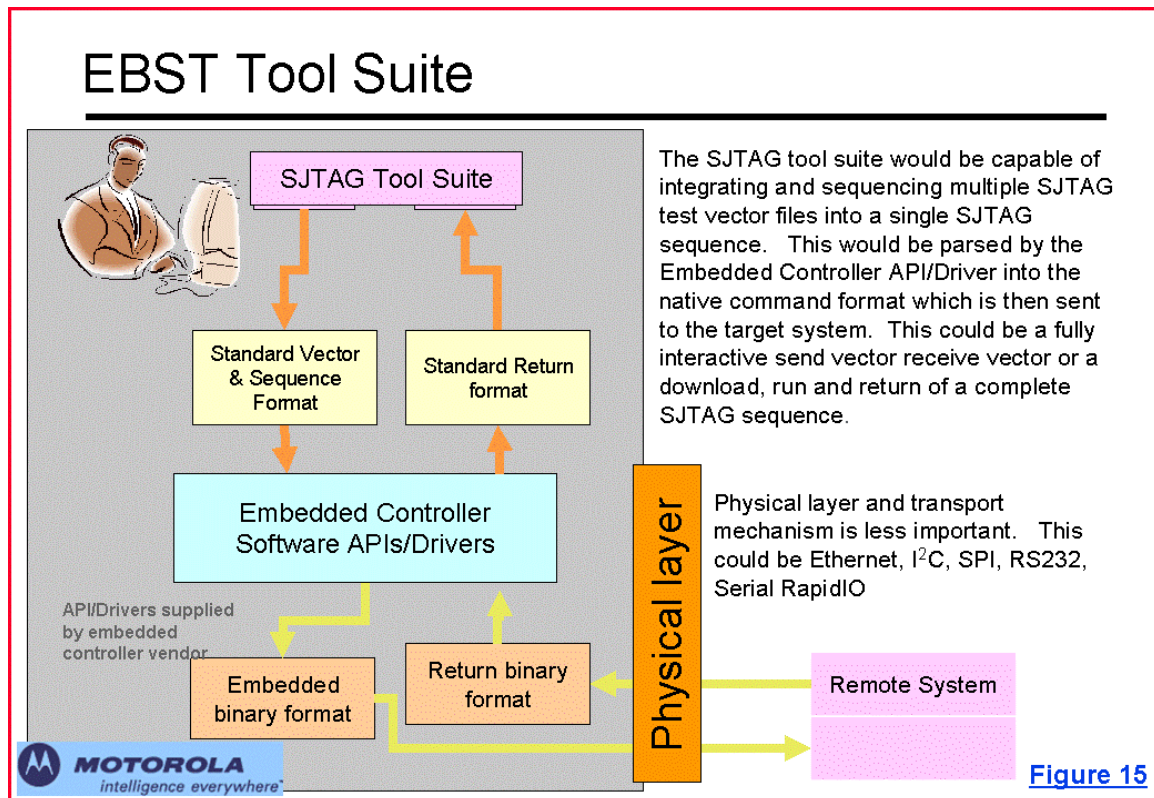 EBST Tool Suite
SJTAG Tool Suite
Standard Vector
& Sequence
Format
Standard Return
format
Embedded Controller
Software APIs/Drivers
API/Drivers supplied
by embedded
controller vendor
Embedded
binary format
Return binary
format
MOTOROLA
intelligence everywhere™
The SJTAG tool suite would be capable of
integrating and sequencing multiple SJTAG
test vector files into a single SJTAG
sequence. This would be parsed by the
Embedded Controller API/Driver into the
native command format which is then sent
to the target system. This could be a fully
interactive send vector receive vector or a
download, run and return of a complete
SJTAG sequence.
Physical layer
Physical layer and transport
mechanism is less important. This
could be Ethernet, I²C, SPI, RS232,
Serial RapidIO
Remote System
Figure 15